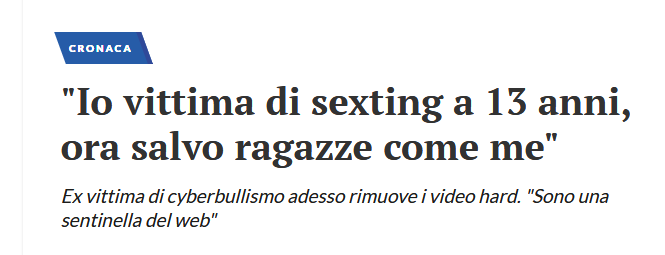 CRONACA
"Io vittima di sexting a 13 anni,
ora salvo ragazze come me"
Ex vittima di cyberbullismo adesso rimuove i video hard. "Sono una
sentinella del web"